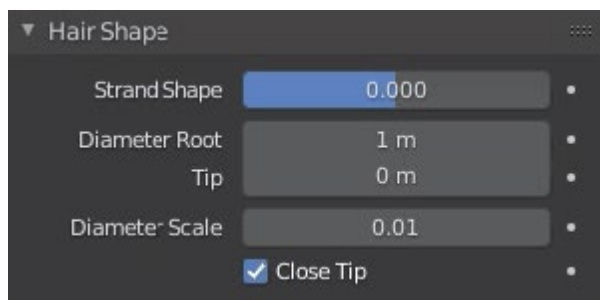 Hair Shape
Strand Shape 0.000
Diameter Root 1 m
Tip 0 m
Diameter Scale 0.01
Close Tip